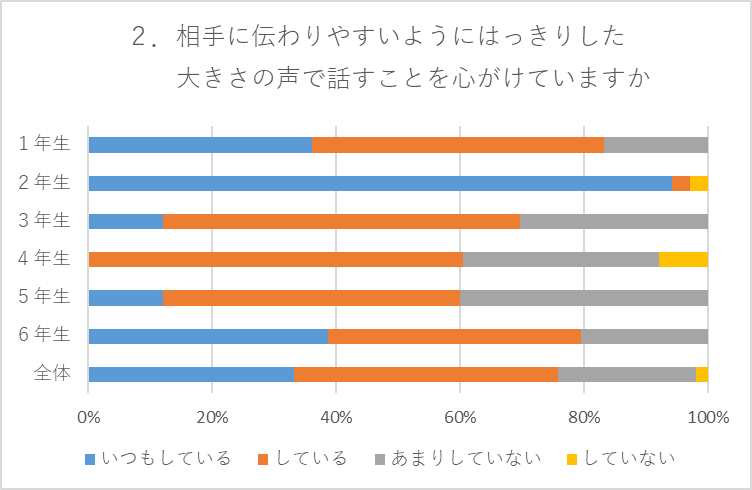 ２．相手に伝わりやすいようにはっきりした
大きさの声で話すことを心がけていますか
1年生
2年生
3年生
4年生
5年生
6年生
全体
0% 20% 40% 60% 80% 100%
いつもしている している あまりしていない していない